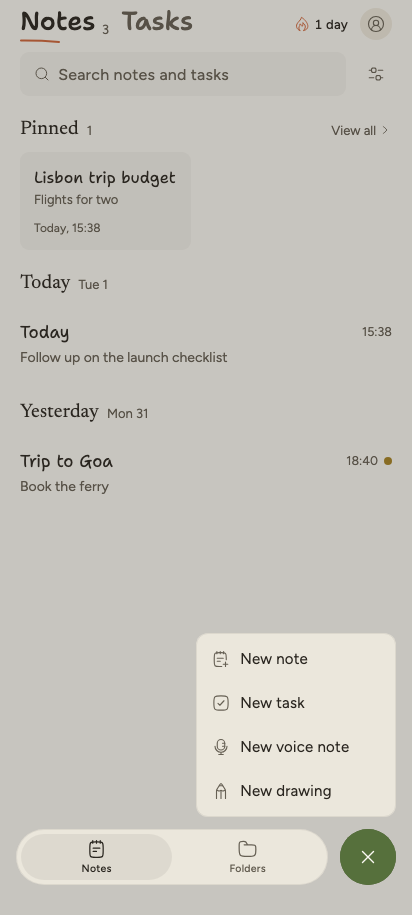 Notes 3 Tasks 1 day
Search notes and tasks
Pinned 1 View all
Lisbon trip budget
Flights for two
Today, 15:38
Today Tue 1
Today 15:38
Follow up on the launch checklist
Yesterday Mon 31
Trip to Goa 18:40
Book the ferry
New note
New task
New voice note
New drawing
Notes Folders